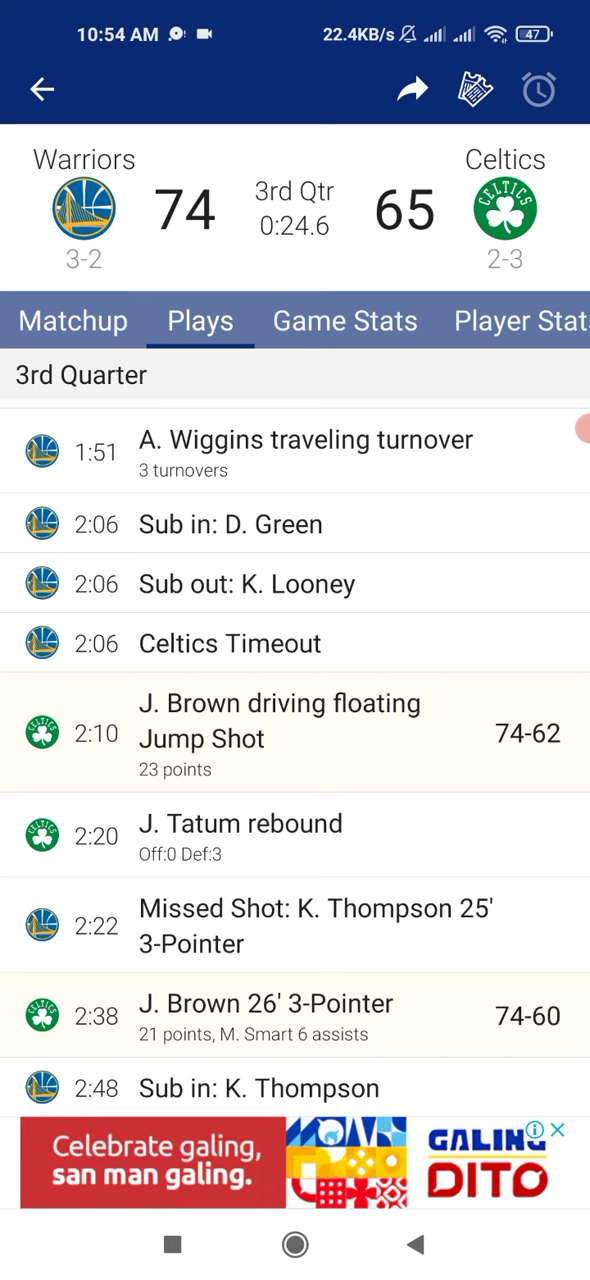 10:54 AM 22.4KB/s 47
Warriors Celtics
74 3rd Qtr 65
0:24.6
CELTICS
3-2 2-3
Matchup Plays Game Stats Player Stats
3rd Quarter
1:51 A. Wiggins traveling turnover
3 turnovers
2:06 Sub in: D. Green
2:06 Sub out: K. Looney
2:06 Celtics Timeout
J. Brown driving floating
2:10 Jump Shot 74-62
23 points
2:20 J. Tatum rebound
Off:0 Def:3
2:22 Missed Shot: K. Thompson 25'
3-Pointer
2:38 J. Brown 26' 3-Pointer 74-60
21 points, M. Smart 6 assists
2:48 Sub in: K. Thompson
Celebrate galing,
san man galing.
GALING
DITO